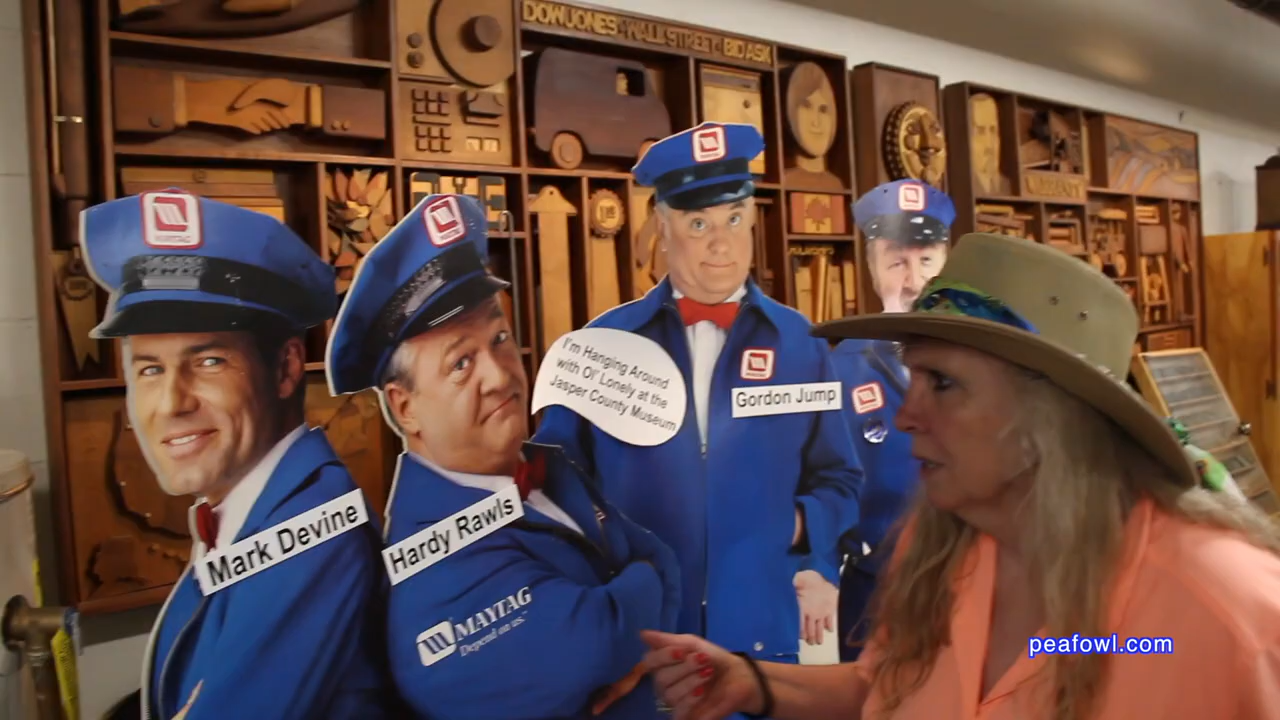 DOW JONES - WALL STREET - BID ASK
MAYTAG
I'm Hanging Around
with Ol' Lonely at the
Jasper County Museum
Gordon Jump
Mark Devine
Hardy Rawls
MAYTAG
Depend on us.
peafowl.com